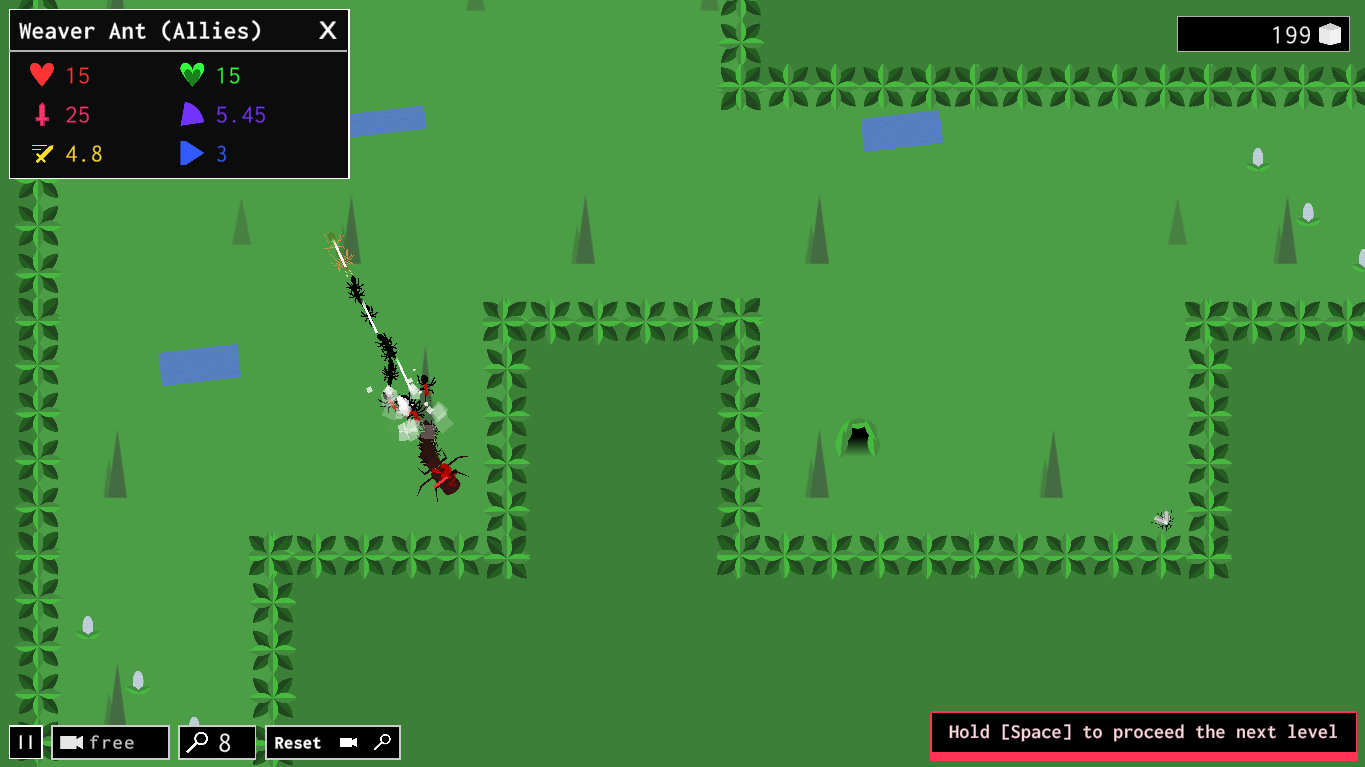 Weaver Ant (Allies) X
15 15
25 5.45
4.8 3
199
free
8
Reset
Hold [Space] to proceed the next level